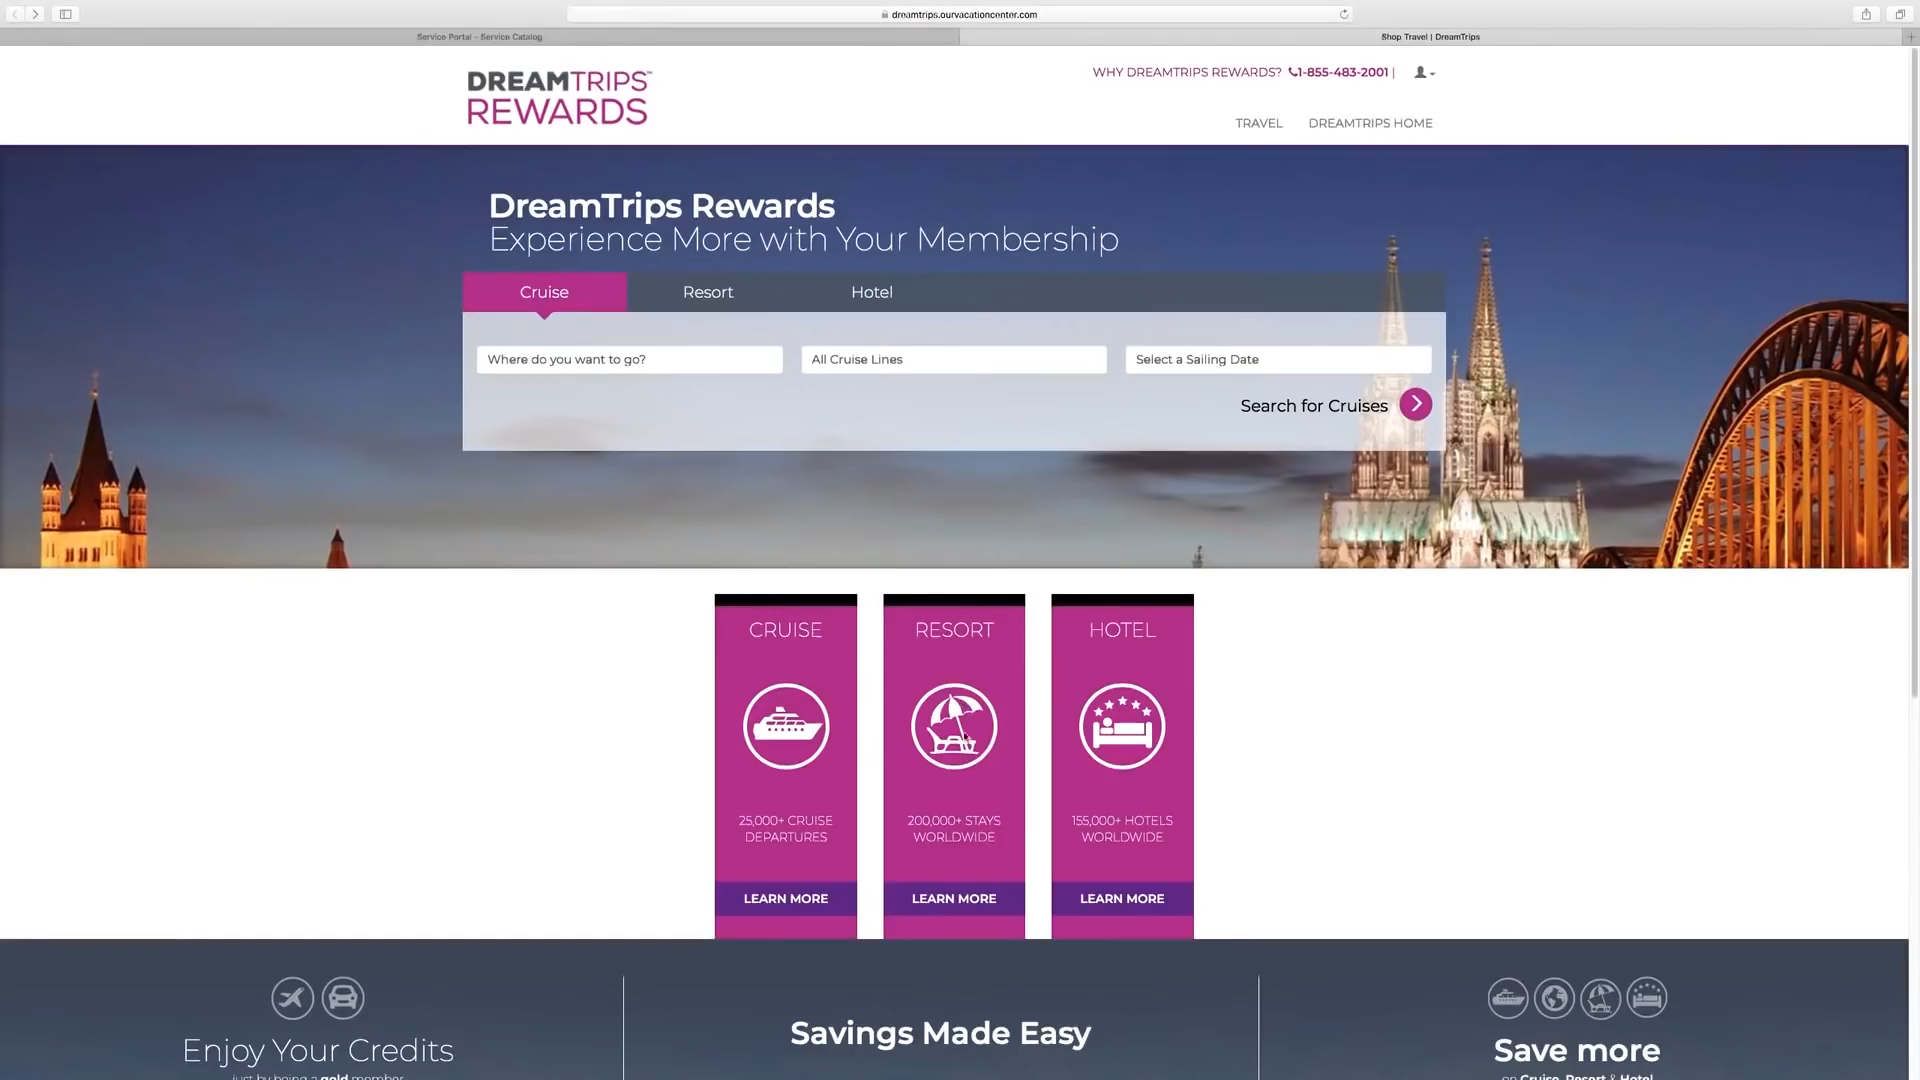 dreamtrips.ourvacationcenter.com
Service Portal - Service Catalog
Shop Travel | DreamTrips
DREAMTRIPS™
REWARDS
WHY DREAMTRIPS REWARDS? 1-855-483-2001 |
TRAVEL DREAMTRIPS HOME
DreamTrips Rewards
Experience More with Your Membership
Cruise Resort Hotel
Where do you want to go? All Cruise Lines Select a Sailing Date
Search for Cruises
CRUISE
25,000+ CRUISE
DEPARTURES
LEARN MORE
RESORT
200,000+ STAYS
WORLDWIDE
LEARN MORE
HOTEL
155,000+ HOTELS
WORLDWIDE
LEARN MORE
Enjoy Your Credits
just by being a gold member
Savings Made Easy
Save more
on Cruise, Resort & Hotel